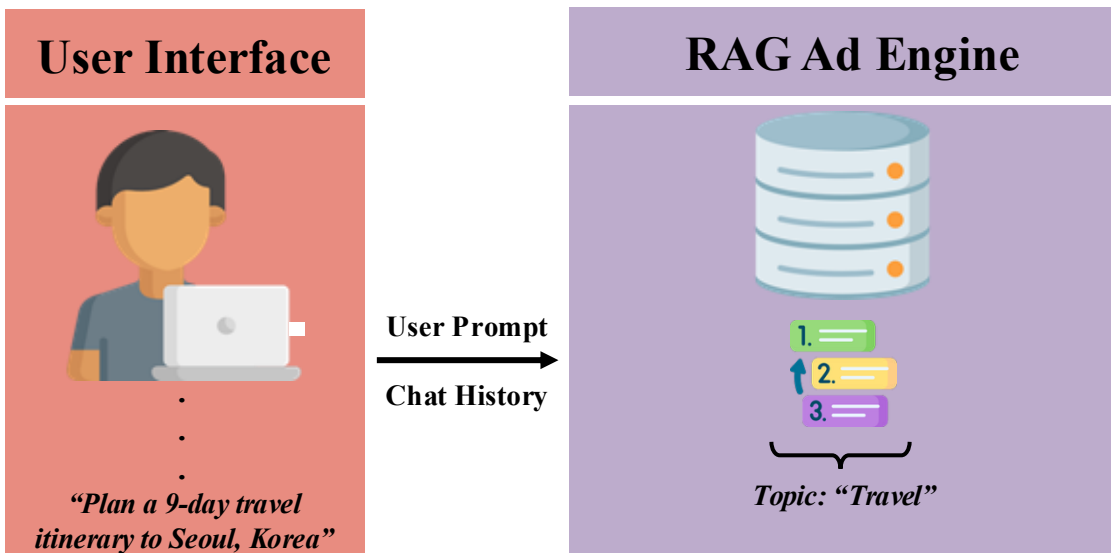 User Interface
RAG Ad Engine
User Prompt
Chat History
1.
2.
3.
“Plan a 9-day travel
itinerary to Seoul, Korea”
Topic: “Travel”